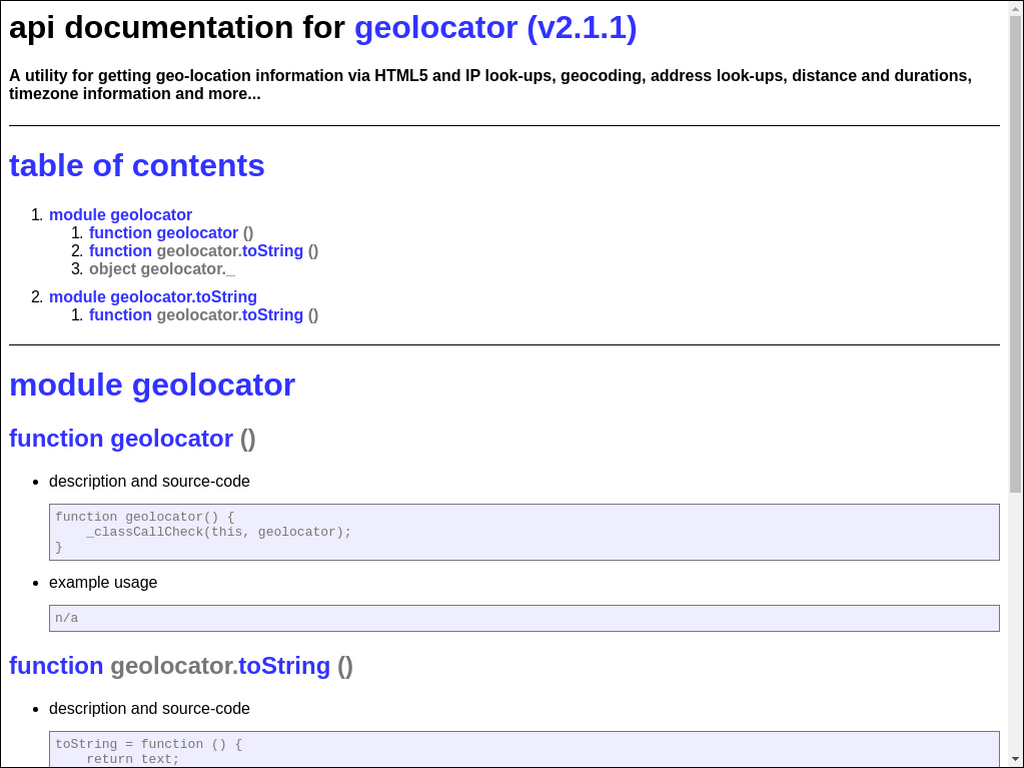 api documentation for geolocator (v2.1.1)
A utility for getting geo-location information via HTML5 and IP look-ups, geocoding, address look-ups, distance and durations,
timezone information and more...
table of contents
1. module geolocator
1. function geolocator ()
2. function geolocator.toString ()
3. object geolocator._
2. module geolocator.toString
1. function geolocator.toString ()
module geolocator
function geolocator ()
• description and source-code
function geolocator() {
    _classCallCheck(this, geolocator);
}
• example usage
n/a
function geolocator.toString ()
• description and source-code
toString = function () {
    return text;